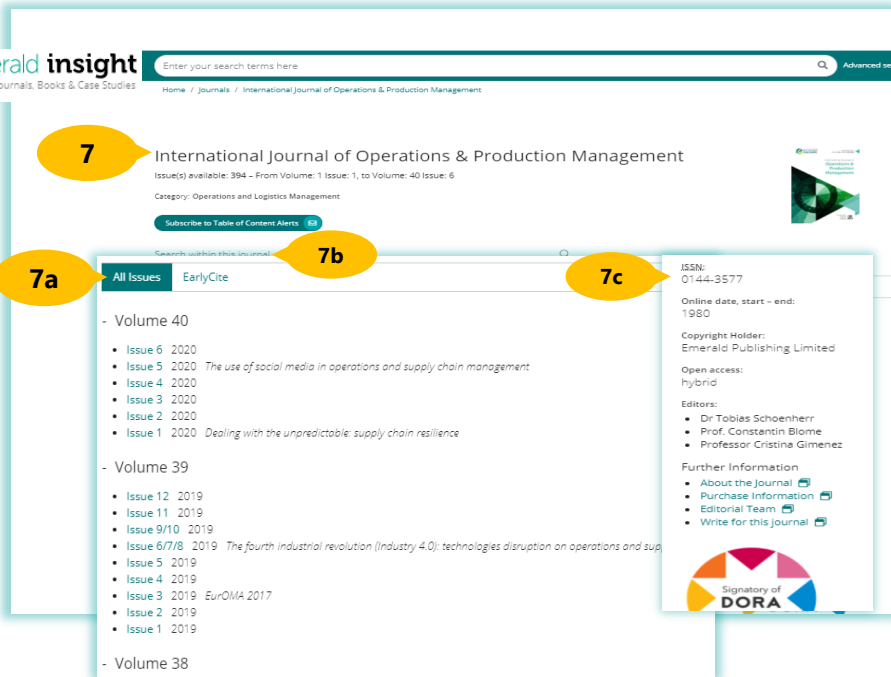 erald insight
ournals, Books & Case Studies
Enter your search terms here
Advanced se
Home / Journals / International Journal of Operations & Production Management
7
International Journal of Operations & Production Management
Issue(s) available: 394 – From Volume: 1 Issue: 1, to Volume: 40 Issue: 6
Category: Operations and Logistics Management
Subscribe to Table of Content Alerts
Search within this journal
7b
7a
All Issues EarlyCite
- Volume 40
• Issue 6 2020
• Issue 5 2020 The use of social media in operations and supply chain management
• Issue 4 2020
• Issue 3 2020
• Issue 2 2020
• Issue 1 2020 Dealing with the unpredictable: supply chain resilience
- Volume 39
• Issue 12 2019
• Issue 11 2019
• Issue 9/10 2019
• Issue 6/7/8 2019 The fourth industrial revolution (Industry 4.0): technologies disruption on operations and sup
• Issue 5 2019
• Issue 4 2019
• Issue 3 2019 EurOMA 2017
• Issue 2 2019
• Issue 1 2019
- Volume 38
7c
ISSN:
0144-3577
Online date, start – end:
1980
Copyright Holder:
Emerald Publishing Limited
Open access:
hybrid
Editors:
• Dr Tobias Schoenherr
• Prof. Constantin Blome
• Professor Cristina Gimenez
Further Information
• About the Journal
• Purchase Information
• Editorial Team
• Write for this journal
Signatory of
DORA